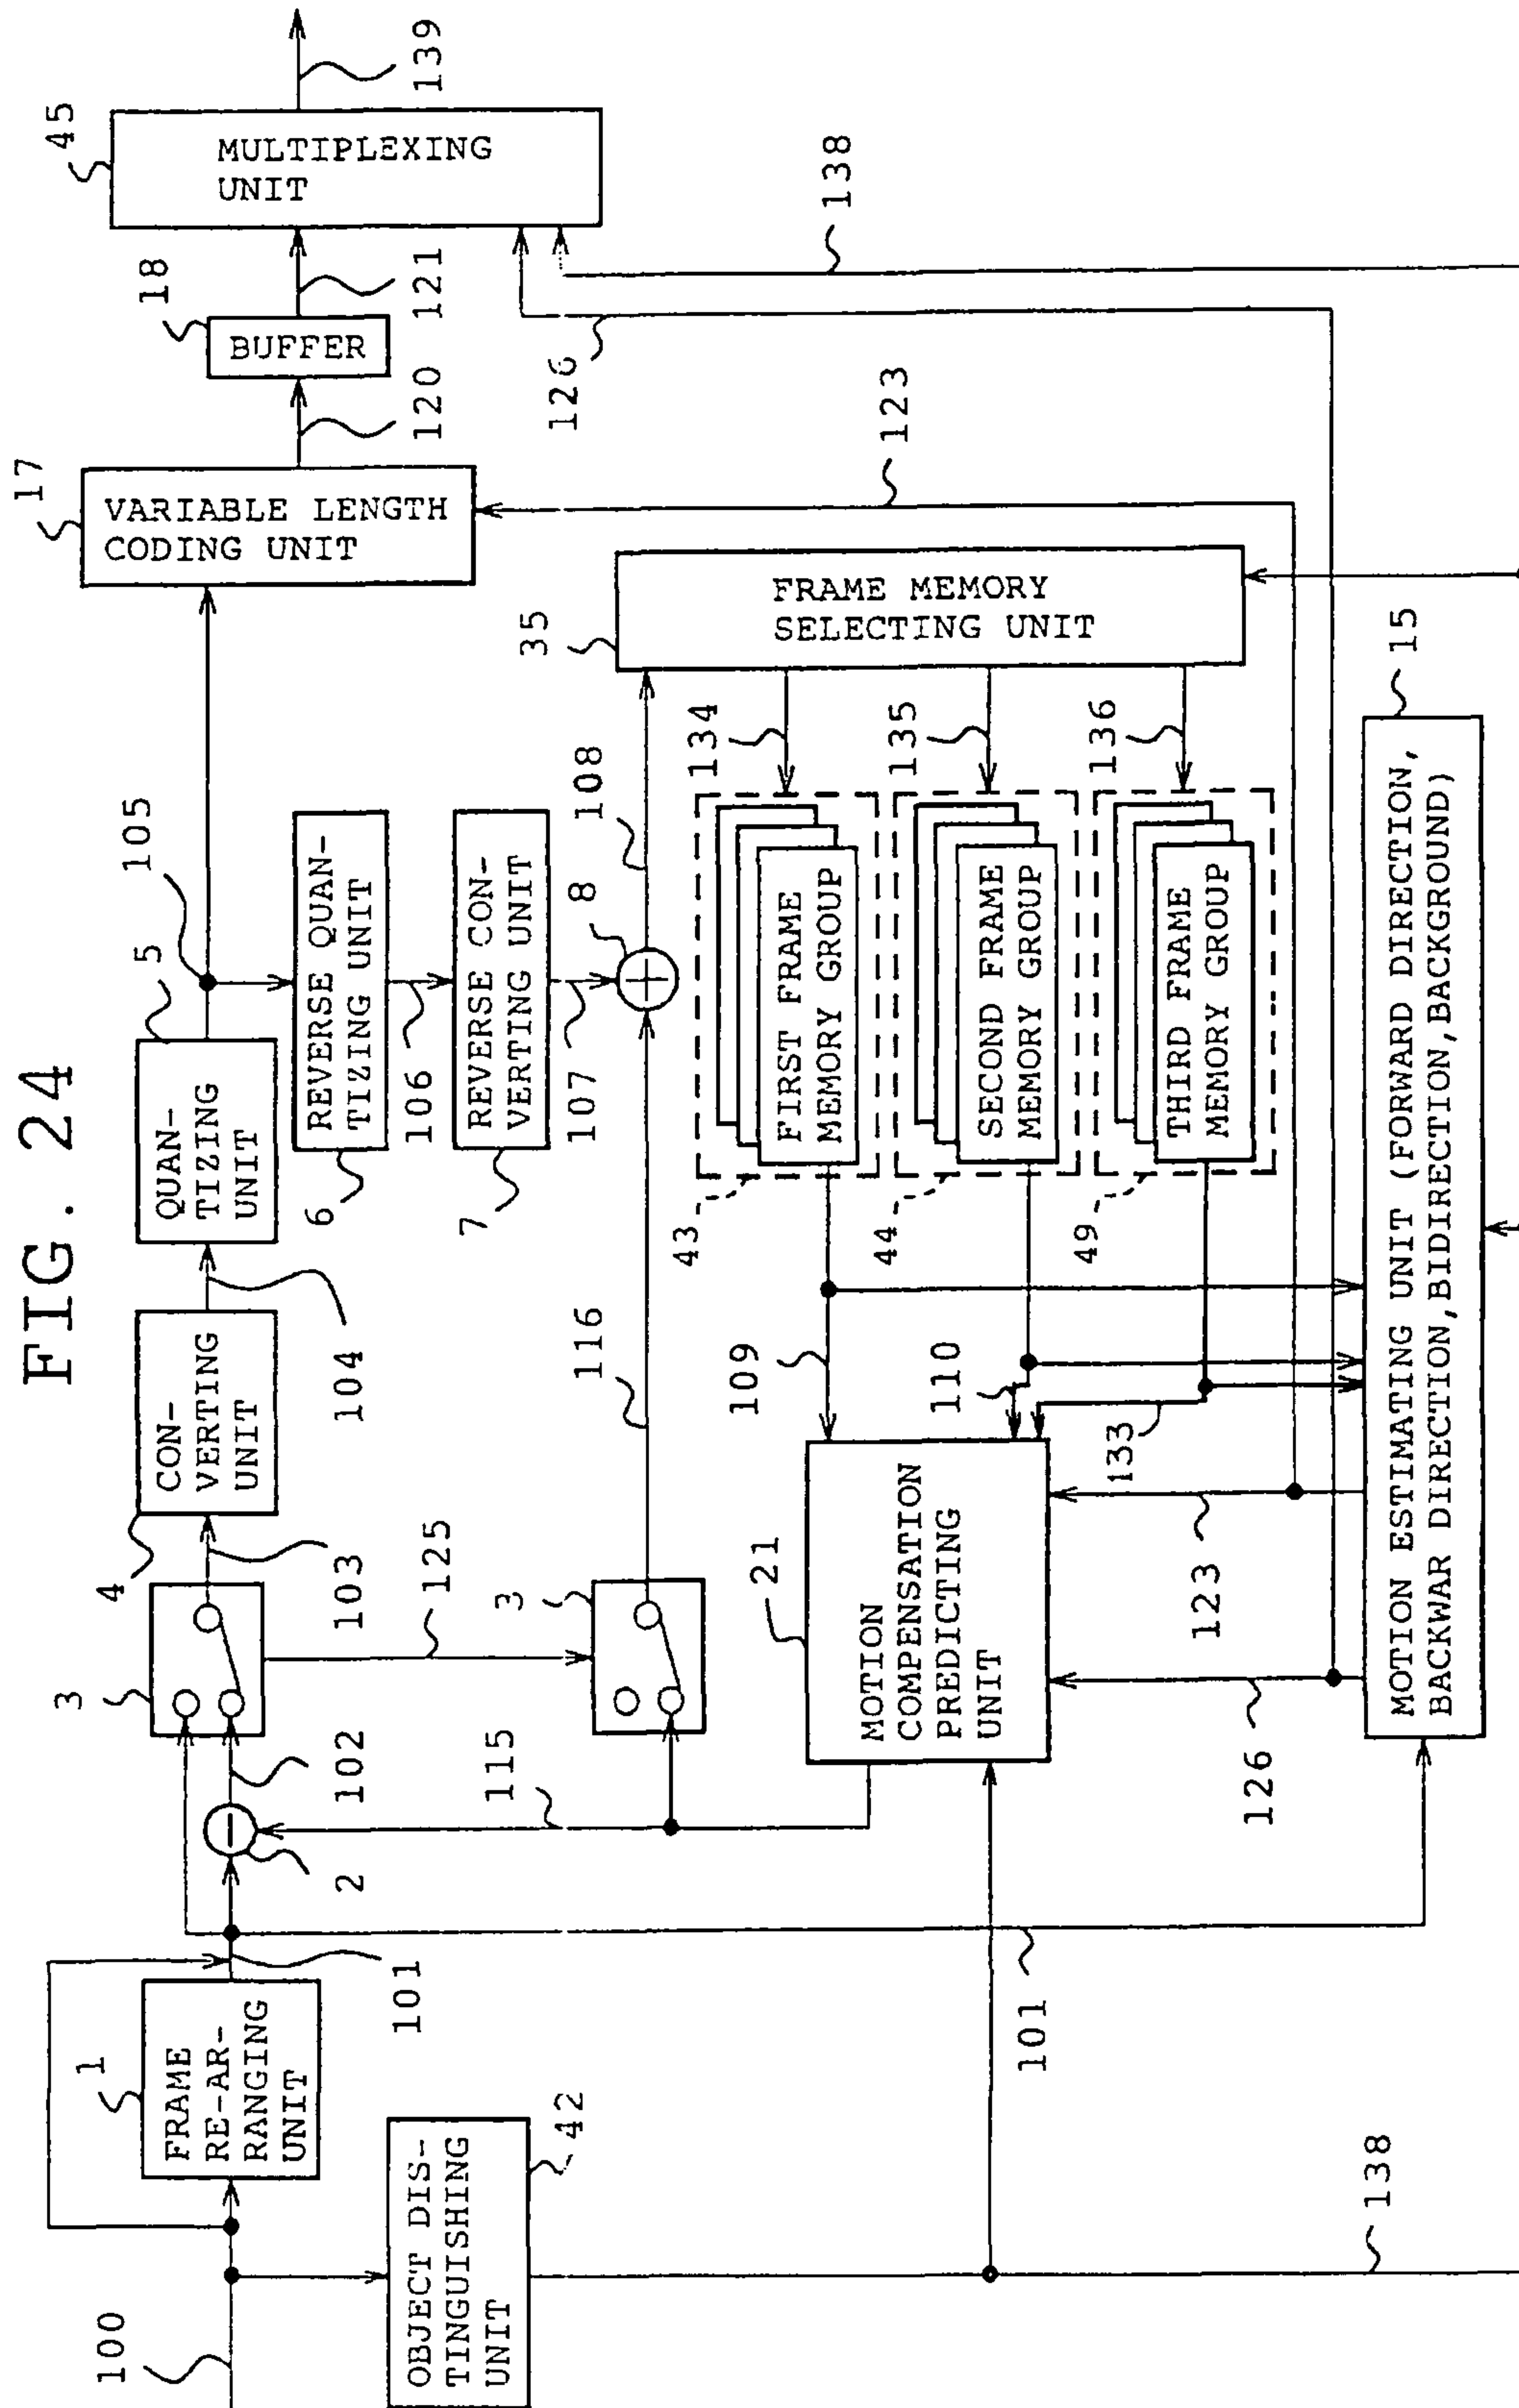 FIG. 24
100
1
FRAME
RE-AR-
RANGING
UNIT
101
OBJECT DIS-
TINGUISHING
UNIT
42
2
102
3
103
4
CON-
VERTING
UNIT
104
5
QUAN-
TIZING
UNIT
105
6
REVERSE QUAN-
TIZING UNIT
106
7
REVERSE CON-
VERTING UNIT
107
8
108
17
VARIABLE LENGTH
CODING UNIT
120
18
BUFFER
121
45
MULTIPLEXING
UNIT
139
125
3
115
116
126
138
123
35
FRAME MEMORY
SELECTING UNIT
134
135
136
FIRST FRAME
MEMORY GROUP
43
SECOND FRAME
MEMORY GROUP
44
THIRD FRAME
MEMORY GROUP
49
109
110
133
21
MOTION
COMPENSATION
PREDICTING
UNIT
101
123
126
15
MOTION ESTIMATING UNIT (FORWARD DIRECTION,
BACKWAR DIRECTION,BIDIRECTION,BACKGROUND)
138